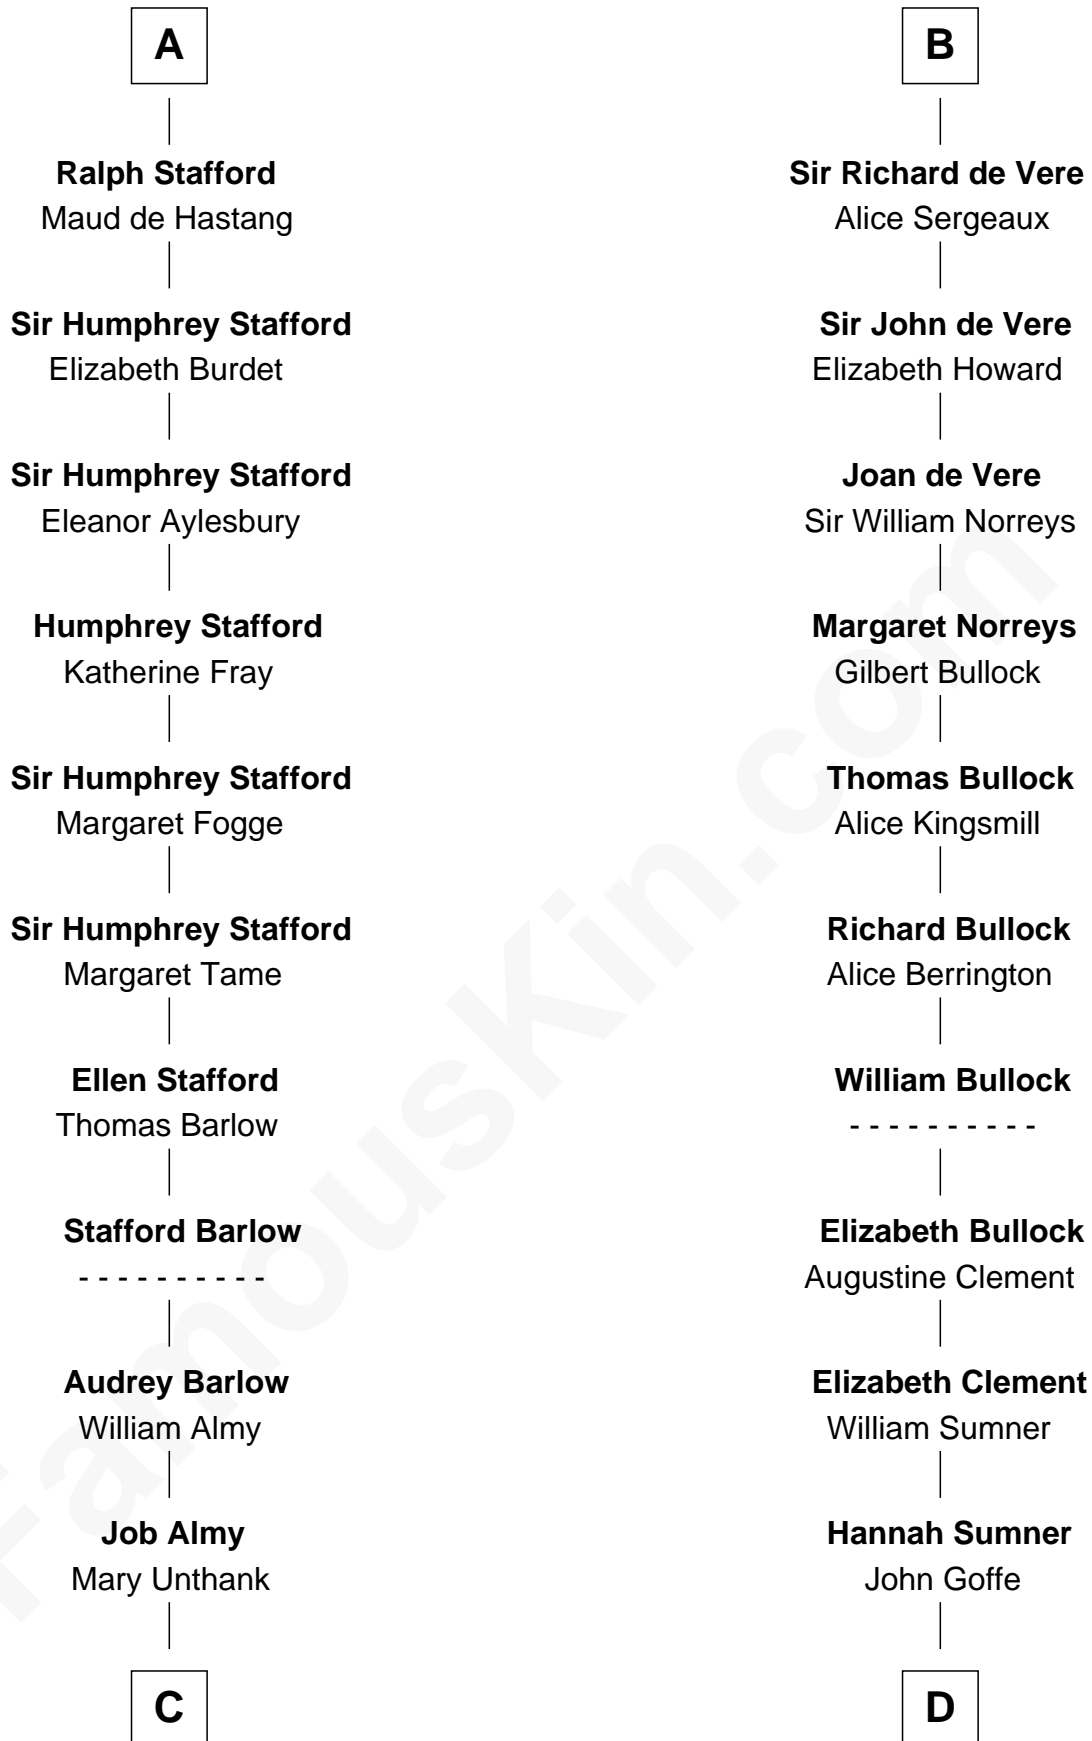 A
Ralph Stafford
Maud de Hastang
Sir Humphrey Stafford
Elizabeth Burdet
Sir Humphrey Stafford
Eleanor Aylesbury
Humphrey Stafford
Katherine Fray
Sir Humphrey Stafford
Margaret Fogge
Sir Humphrey Stafford
Margaret Tame
Ellen Stafford
Thomas Barlow
Stafford Barlow
- - - - - - - - - -
Audrey Barlow
William Almy
Job Almy
Mary Unthank
C
B
Sir Richard de Vere
Alice Sergeaux
Sir John de Vere
Elizabeth Howard
Joan de Vere
Sir William Norreys
Margaret Norreys
Gilbert Bullock
Thomas Bullock
Alice Kingsmill
Richard Bullock
Alice Berrington
William Bullock
- - - - - - - - - -
Elizabeth Bullock
Augustine Clement
Elizabeth Clement
William Sumner
Hannah Sumner
John Goffe
D
FamousKin.com